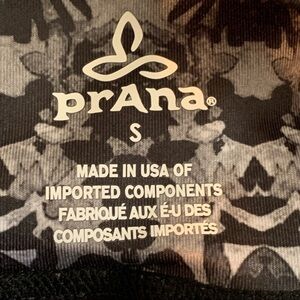 prAna®
S
MADE IN USA OF
IMPORTED COMPONENTS
FABRIQUÉ AUX É-U DES
COMPOSANTS IMPORTÉS